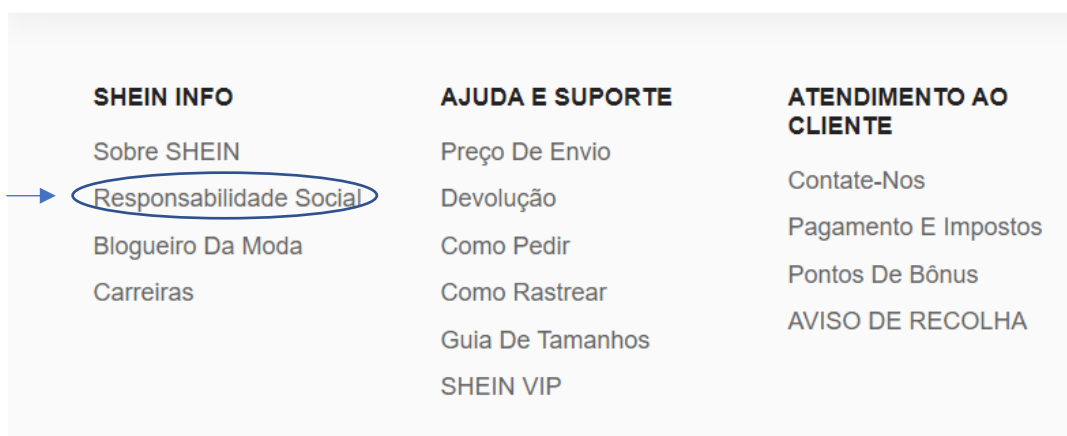 SHEIN INFO
Sobre SHEIN
Responsabilidade Social
Blogueiro Da Moda
Carreiras
AJUDA E SUPORTE
Preço De Envio
Devolução
Como Pedir
Como Rastrear
Guia De Tamanhos
SHEIN VIP
ATENDIMENTO AO
CLIENTE
Contate-Nos
Pagamento E Impostos
Pontos De Bônus
AVISO DE RECOLHA